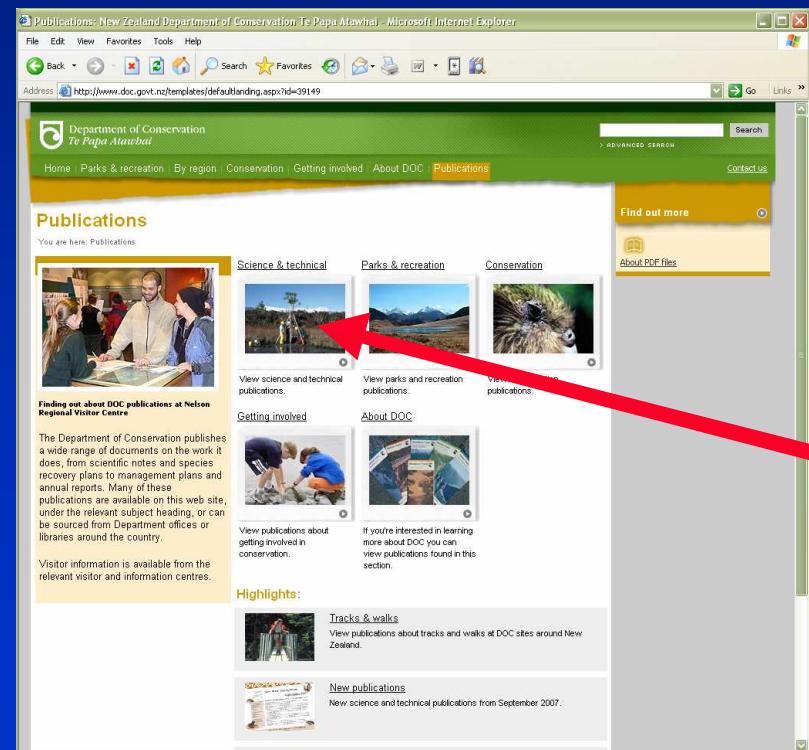 Publications: New Zealand Department of Conservation Te Papa Atawhai - Microsoft Internet Explorer
File Edit View Favorites Tools Help
Back Search Favorites
Address http://www.doc.govt.nz/templates/defaultlanding.aspx?id=39149 Go Links »
Department of Conservation
Te Papa Atawhai
Search
> ADVANCED SEARCH
Home Parks & recreation By region Conservation Getting involved About DOC Publications Contact us
Publications
You are here: Publications
Finding out about DOC publications at Nelson
Regional Visitor Centre
The Department of Conservation publishes
a wide range of documents on the work it
does, from scientific notes and species
recovery plans to management plans and
annual reports. Many of these
publications are available on this web site,
under the relevant subject heading, or can
be sourced from Department offices or
libraries around the country.
Visitor information is available from the
relevant visitor and information centres.
Science & technical
View science and technical
publications.
Parks & recreation
View parks and recreation
publications.
Conservation
View
publications.
Getting involved
View publications about
getting involved in
conservation.
About DOC
If you're interested in learning
more about DOC you can
view publications found in this
section.
Highlights:
Tracks & walks
View publications about tracks and walks at DOC sites around New
Zealand.
New publications
New science and technical publications from September 2007.
Find out more
About PDF files